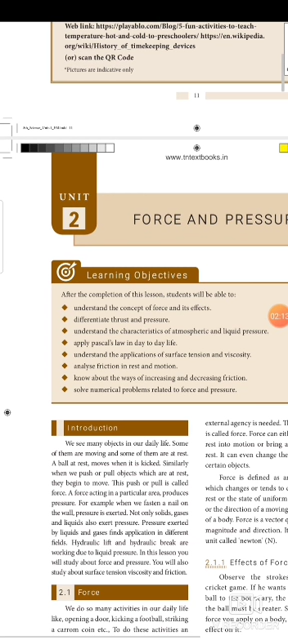 Web link: https://playablo.com/Blog/5-fun-activities-to-teach-
temperature-hot-and-cold-to-preschoolers/ https://en.wikipedia.
org/wiki/History_of_timekeeping_devices
(or) scan the QR Code
*Pictures are indicative only
11
www.tntextbooks.in
UNIT
2
FORCE AND PRESSU
Learning Objectives
After the completion of this lesson, students will be able to:
understand the concept of force and its effects.
differentiate thrust and pressure.
understand the characteristics of atmospheric and liquid pressure.
apply pascal's law in day to day life.
understand the applications of surface tension and viscosity.
analyse friction in rest and motion.
know about the ways of increasing and decreasing friction.
solve numerical problems related to force and pressure.
02:13
Introduction
We see many objects in our daily life. Some
of them are moving and some of them are at rest.
A ball at rest, moves when it is kicked. Similarly
when we push or pull objects which are at rest,
they begin to move. This push or pull is called
force. A force acting in a particular area, produces
pressure. For example when we fasten a nail on
the wall, pressure is exerted. Not only solids, gases
and liquids also exert pressure. Pressure exerted
by liquids and gases finds application in different
fields. Hydraulic lift and hydraulic break are
working due to liquid pressure. In this lesson you
will study about force and pressure. You will also
study about surface tension viscosity and friction.
2.1 Force
We do so many activities in our daily life
like, opening a door, kicking a football, striking
a carrom coin etc., To do these activities an
external agency is needed. Th
is called force. Force can eith
rest into motion or bring a
rest. It can even change the
certain objects.
Force is defined as an
which changes or tends to c
rest or the state of uniform
or the direction of a moving
of a body. Force is a vector q
magnitude and direction. It
unit called 'newton' (N).
2.1.1 Effects of Forc
Observe the strokes
cricket game. If he wants
ball to bo ary, the
the ball must greater. S
force you apply on a body,
effect on it.